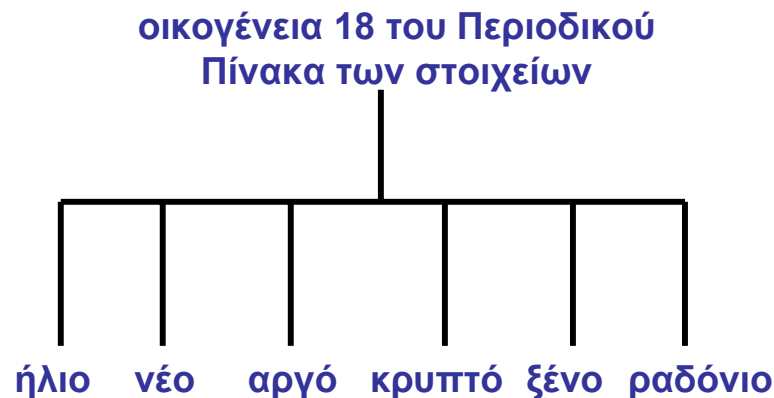 οικογένεια 18 του Περιοδικού
Πίνακα των στοιχείων
ήλιο νέο αργό κρυπτό ξένο ραδόνιο